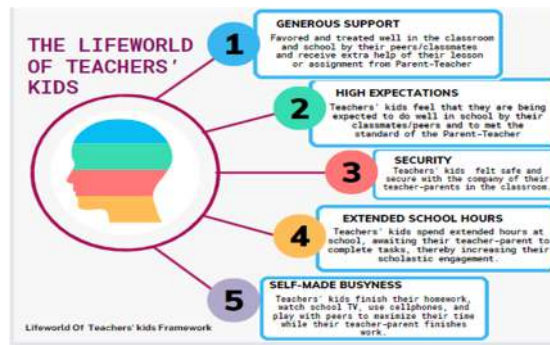 THE LIFEWORLD
OF TEACHERS'
KIDS
1
GENEROUS SUPPORT
Favored and treated well in the classroom
and school by their peers/classmates
and receive extra help of their lesson
or assignment from Parent-Teacher
2
HIGH EXPECTATIONS
Teachers' kids feel that they are being
expected to do well in school by their
classmates/peers and to met the
standard of the Parent-Teacher
3
SECURITY
Teachers' kids felt safe and
secure with the company of their
teacher-parents in the classroom.
4
EXTENDED SCHOOL HOURS
Teachers' kids spend extended hours at
school, awaiting their teacher-parent to
complete tasks, thereby increasing their
scholastic engagement.
5
SELF-MADE BUSYNESS
Teachers' kids finish their homework,
watch school TV, use cellphones, and
play with peers to maximize their time
while their teacher-parent finishes
work.
Lifeworld Of Teachers' kids Framework